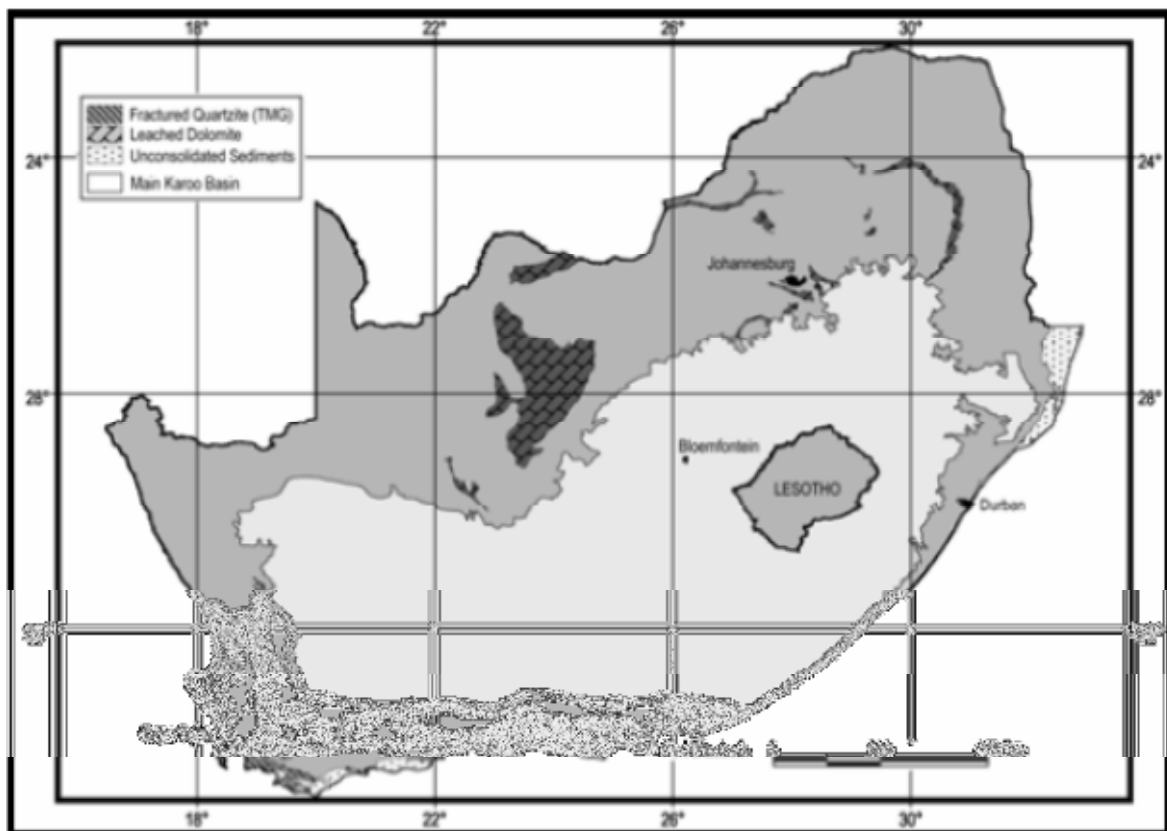 18° 22° 26° 30°
Fractured Quartzite (TMG)
Leached Dolomite
Unconsolidated Sediments
Main Karoo Basin
24° 24°
Johannesburg
28° 28°
Bloemfontein
LESOTHO
Durban
18° 22° 26° 30°